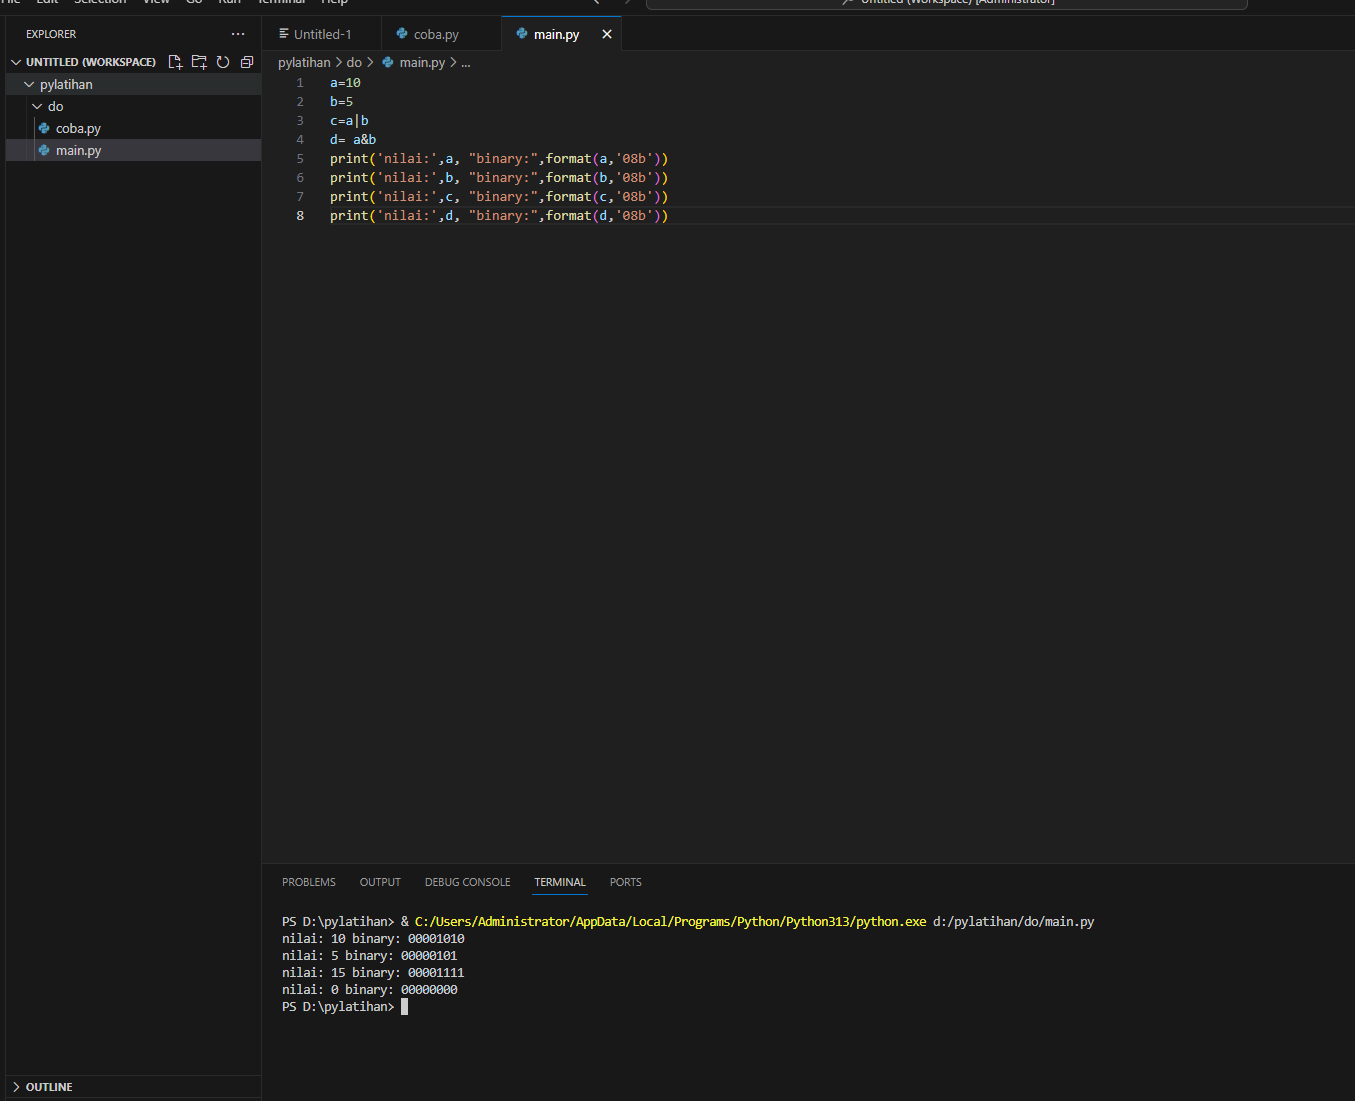 File Edit Selection View Go Run Terminal Help
Untitled (Workspace) [Administrator]
EXPLORER
UNTITLED (WORKSPACE)
pylatihan
do
coba.py
main.py
Untitled-1
coba.py
main.py
pylatihan > do > main.py > ...
1 a=10
2 b=5
3 c=a|b
4 d= a&b
5 print('nilai:',a, "binary:",format(a,'08b'))
6 print('nilai:',b, "binary:",format(b,'08b'))
7 print('nilai:',c, "binary:",format(c,'08b'))
8 print('nilai:',d, "binary:",format(d,'08b'))
PROBLEMS OUTPUT DEBUG CONSOLE TERMINAL PORTS
PS D:\pylatihan> & C:/Users/Administrator/AppData/Local/Programs/Python/Python313/python.exe d:/pylatihan/do/main.py
nilai: 10 binary: 00001010
nilai: 5 binary: 00000101
nilai: 15 binary: 00001111
nilai: 0 binary: 00000000
PS D:\pylatihan>
OUTLINE